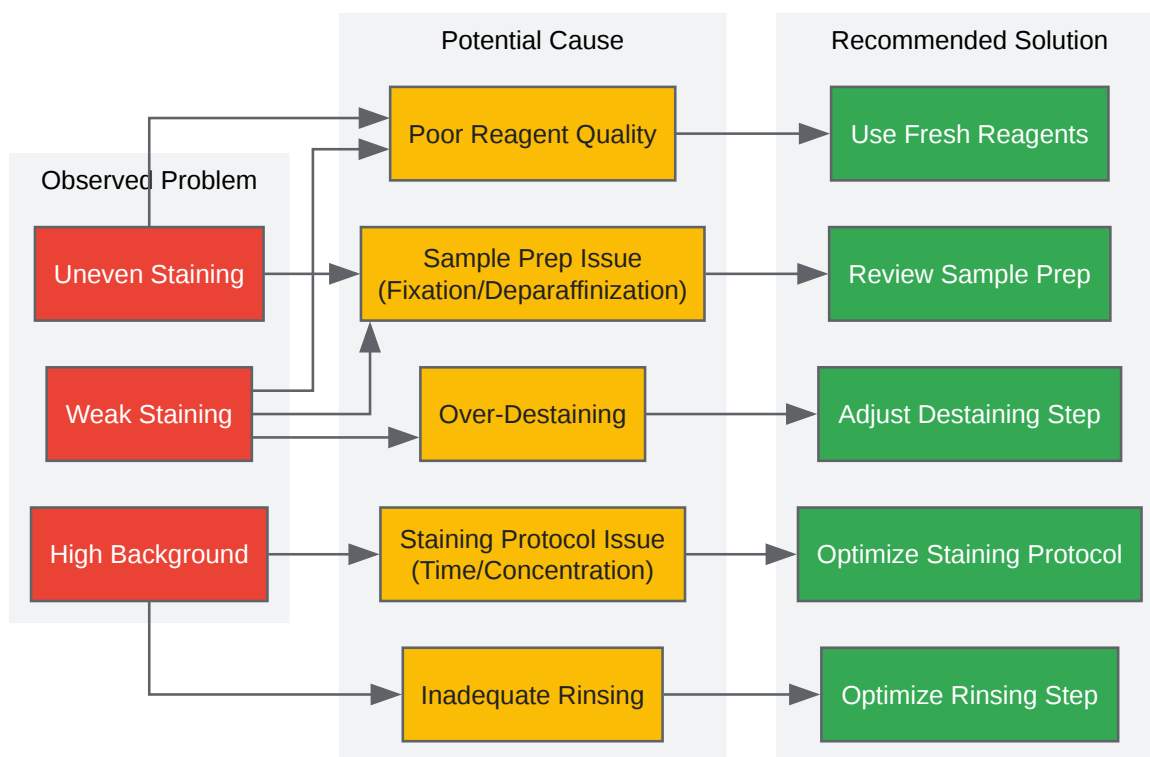 Potential Cause
Recommended Solution
Poor Reagent Quality
Use Fresh Reagents
Observed Problem
Uneven Staining
Sample Prep Issue
(Fixation/Deparaffinization)
Review Sample Prep
Weak Staining
Over-Destaining
Adjust Destaining Step
High Background
Staining Protocol Issue
(Time/Concentration)
Optimize Staining Protocol
Inadequate Rinsing
Optimize Rinsing Step